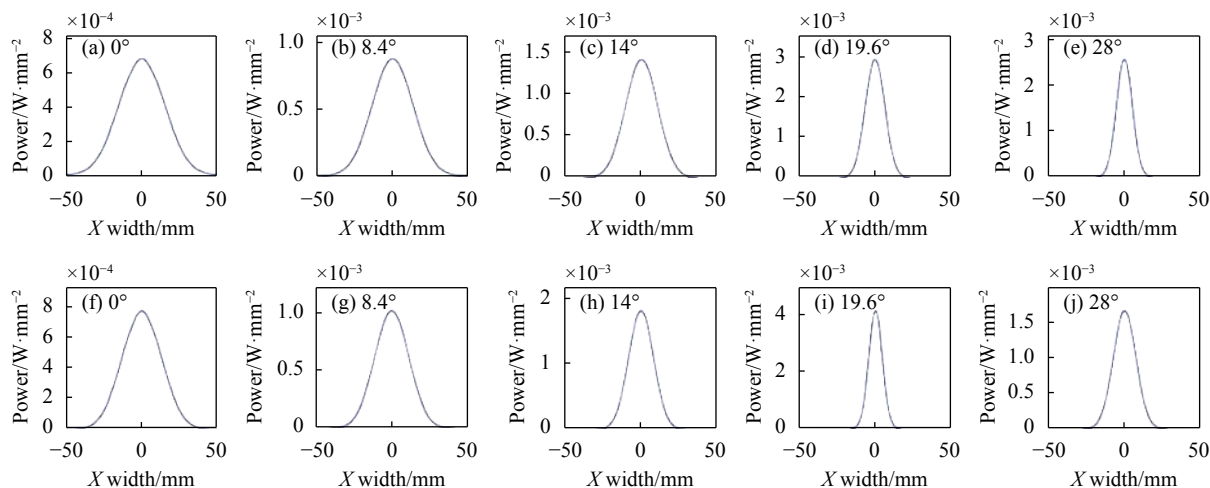 ×10⁻⁴
(a) 0°
8
6
4
2
0
Power/W·mm⁻²
−50 0 50
X width/mm
×10⁻³
(b) 8.4°
1.0
0.5
0
Power/W·mm⁻²
−50 0 50
X width/mm
×10⁻³
(c) 14°
1.5
1.0
0.5
0
Power/W·mm⁻²
−50 0 50
X width/mm
×10⁻³
(d) 19.6°
3
2
1
0
Power/W·mm⁻²
−50 0 50
X width/mm
×10⁻³
(e) 28°
3
2
1
0
Power/W·mm⁻²
−50 0 50
X width/mm
×10⁻⁴
(f) 0°
8
6
4
2
0
Power/W·mm⁻²
−50 0 50
X width/mm
×10⁻³
(g) 8.4°
1.0
0.5
0
Power/W·mm⁻²
−50 0 50
X width/mm
×10⁻³
(h) 14°
2
1
0
Power/W·mm⁻²
−50 0 50
X width/mm
×10⁻³
(i) 19.6°
4
2
0
Power/W·mm⁻²
−50 0 50
X width/mm
×10⁻³
(j) 28°
1.5
1.0
0.5
0
Power/W·mm⁻²
−50 0 50
X width/mm